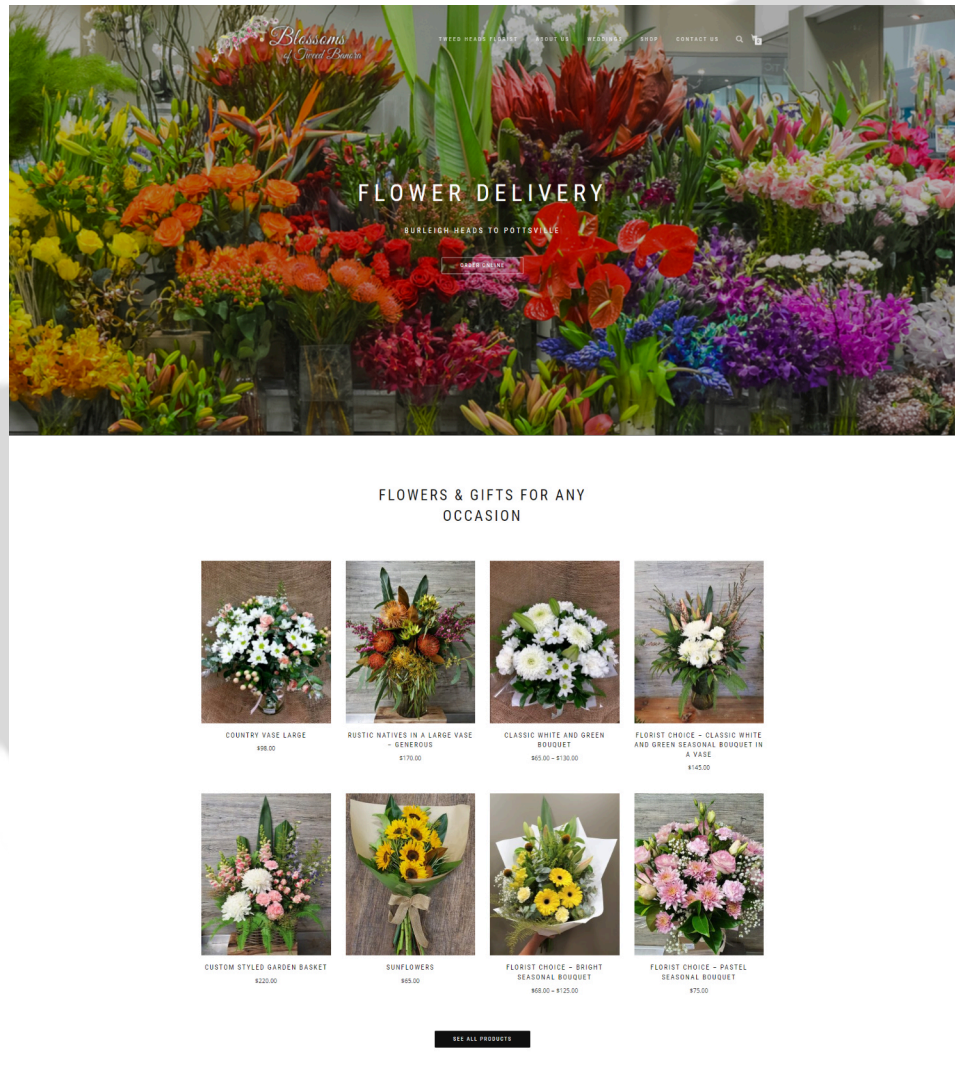 Blossoms
of Tweed Banora
TWEED HEADS FLORIST
ABOUT US
WEDDINGS
SHOP
CONTACT US
0
FLOWER DELIVERY
BURLEIGH HEADS TO POTTSVILLE
ORDER ONLINE
FLOWERS & GIFTS FOR ANY
OCCASION
COUNTRY VASE LARGE
$98.00
RUSTIC NATIVES IN A LARGE VASE
– GENEROUS
$170.00
CLASSIC WHITE AND GREEN
BOUQUET
$65.00 – $130.00
FLORIST CHOICE – CLASSIC WHITE
AND GREEN SEASONAL BOUQUET IN
A VASE
$145.00
CUSTOM STYLED GARDEN BASKET
$220.00
SUNFLOWERS
$65.00
FLORIST CHOICE – BRIGHT
SEASONAL BOUQUET
$68.00 – $125.00
FLORIST CHOICE – PASTEL
SEASONAL BOUQUET
$75.00
SEE ALL PRODUCTS